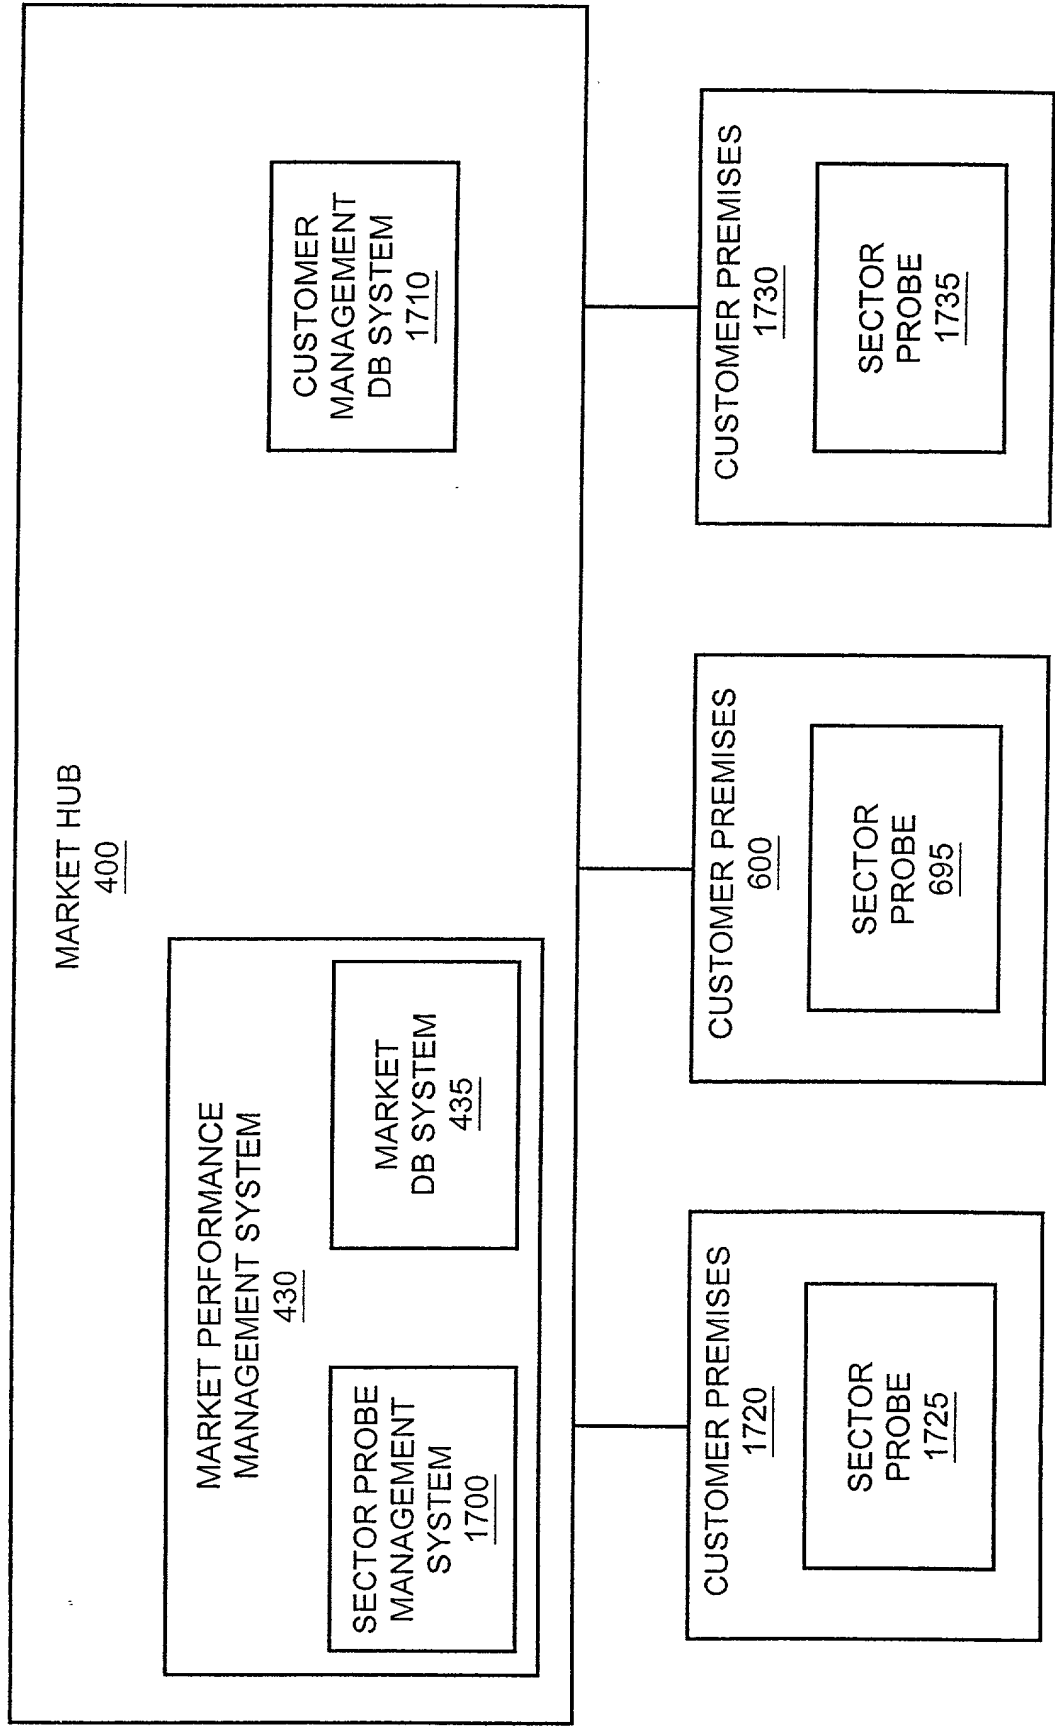 MARKET HUB
400
MARKET PERFORMANCE
MANAGEMENT SYSTEM
430
SECTOR PROBE
MANAGEMENT
SYSTEM
1700
MARKET
DB SYSTEM
435
CUSTOMER
MANAGEMENT
DB SYSTEM
1710
CUSTOMER PREMISES
1720
SECTOR
PROBE
1725
CUSTOMER PREMISES
600
SECTOR
PROBE
695
CUSTOMER PREMISES
1730
SECTOR
PROBE
1735